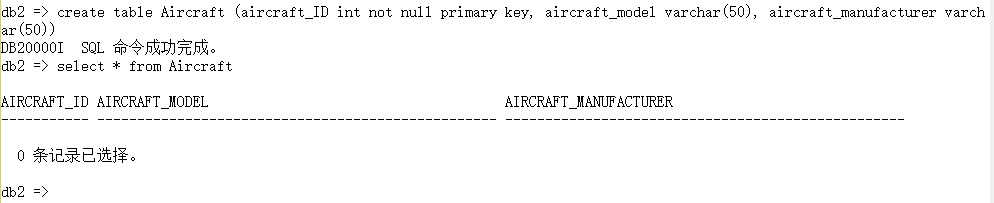 db2 => create table Aircraft (aircraft_ID int not null primary key, aircraft_model varchar(50), aircraft_manufacturer varch
ar(50))
DB20000I  SQL 命令成功完成。
db2 => select * from Aircraft
AIRCRAFT_ID AIRCRAFT_MODEL                                     AIRCRAFT_MANUFACTURER
----------- -------------------------------------------------- --------------------------------------------------
  0 条记录已选择。
db2 =>